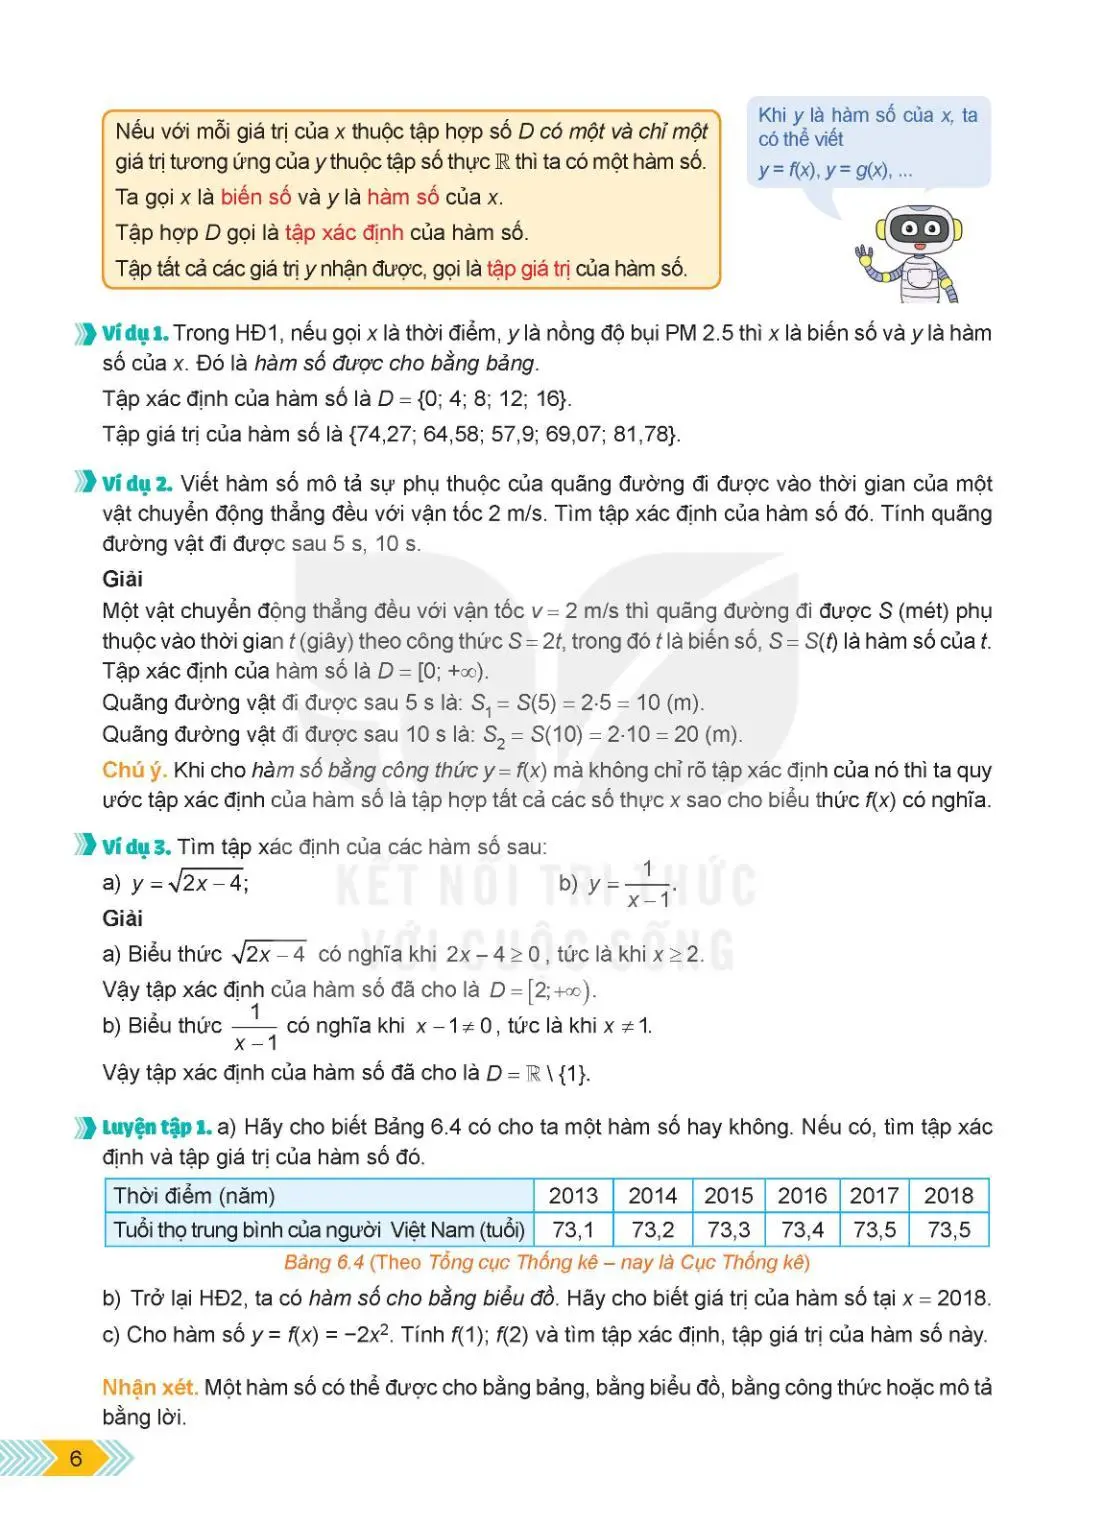 Nếu với mỗi giá trị của x thuộc tập hợp số D có một và chỉ một
giá trị tương ứng của y thuộc tập số thực ℝ thì ta có một hàm số.
Ta gọi x là biến số và y là hàm số của x.
Tập hợp D gọi là tập xác định của hàm số.
Tập tất cả các giá trị y nhận được, gọi là tập giá trị của hàm số.
Khi y là hàm số của x, ta
có thể viết
y = f(x), y = g(x), ...
Ví dụ 1. Trong HĐ1, nếu gọi x là thời điểm, y là nồng độ bụi PM 2.5 thì x là biến số và y là hàm
số của x. Đó là hàm số được cho bằng bảng.
Tập xác định của hàm số là D = {0; 4; 8; 12; 16}.
Tập giá trị của hàm số là {74,27; 64,58; 57,9; 69,07; 81,78}.
Ví dụ 2. Viết hàm số mô tả sự phụ thuộc của quãng đường đi được vào thời gian của một
vật chuyển động thẳng đều với vận tốc 2 m/s. Tìm tập xác định của hàm số đó. Tính quãng
đường vật đi được sau 5 s, 10 s.
Giải
Một vật chuyển động thẳng đều với vận tốc v = 2 m/s thì quãng đường đi được S (mét) phụ
thuộc vào thời gian t (giây) theo công thức S = 2t, trong đó t là biến số, S = S(t) là hàm số của t.
Tập xác định của hàm số là D = [0; +∞).
Quãng đường vật đi được sau 5 s là: S₁ = S(5) = 2·5 = 10 (m).
Quãng đường vật đi được sau 10 s là: S₂ = S(10) = 2·10 = 20 (m).
Chú ý. Khi cho hàm số bằng công thức y = f(x) mà không chỉ rõ tập xác định của nó thì ta quy
ước tập xác định của hàm số là tập hợp tất cả các số thực x sao cho biểu thức f(x) có nghĩa.
Ví dụ 3. Tìm tập xác định của các hàm số sau:
a) y = √(2x – 4); b) y = 1/(x – 1).
KẾT NỐI TRI THỨC
Giải
VỚI CUỘC SỐNG
a) Biểu thức √(2x – 4) có nghĩa khi 2x – 4 ≥ 0, tức là khi x ≥ 2.
Vậy tập xác định của hàm số đã cho là D = [2; +∞).
b) Biểu thức 1/(x – 1) có nghĩa khi x – 1 ≠ 0, tức là khi x ≠ 1.
Vậy tập xác định của hàm số đã cho là D = ℝ \ {1}.
Luyện tập 1. a) Hãy cho biết Bảng 6.4 có cho ta một hàm số hay không. Nếu có, tìm tập xác
định và tập giá trị của hàm số đó.
Thời điểm (năm) 2013 2014 2015 2016 2017 2018
Tuổi thọ trung bình của người Việt Nam (tuổi) 73,1 73,2 73,3 73,4 73,5 73,5
Bảng 6.4 (Theo Tổng cục Thống kê – nay là Cục Thống kê)
b) Trở lại HĐ2, ta có hàm số cho bằng biểu đồ. Hãy cho biết giá trị của hàm số tại x = 2018.
c) Cho hàm số y = f(x) = −2x². Tính f(1); f(2) và tìm tập xác định, tập giá trị của hàm số này.
Nhận xét. Một hàm số có thể được cho bằng bảng, bằng biểu đồ, bằng công thức hoặc mô tả
bằng lời.
6